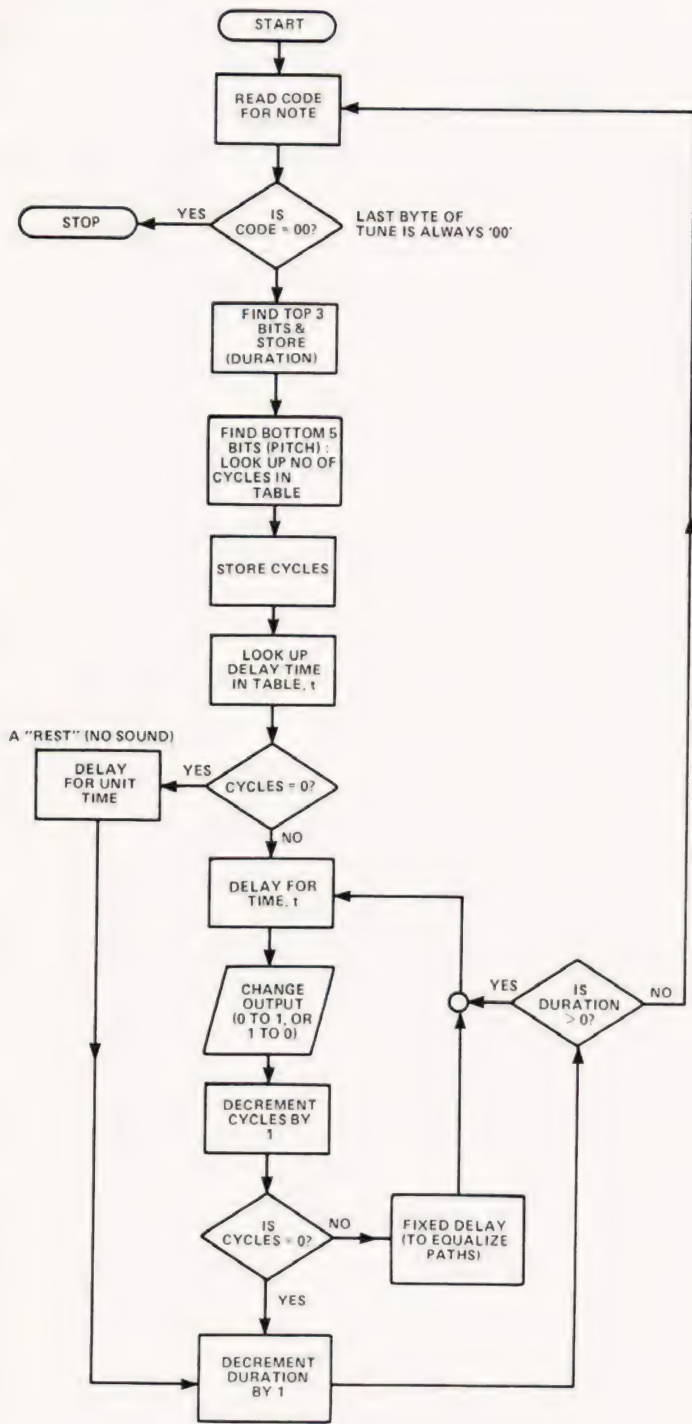 START
READ CODE
FOR NOTE
IS
CODE = 00?
YES
STOP
LAST BYTE OF
TUNE IS ALWAYS '00'
FIND TOP 3
BITS &
STORE
(DURATION)
FIND BOTTOM 5
BITS (PITCH) :
LOOK UP NO OF
CYCLES IN
TABLE
STORE CYCLES
LOOK UP
DELAY TIME
IN TABLE, t
A "REST" (NO SOUND)
DELAY
FOR UNIT
TIME
YES
CYCLES = 0?
NO
DELAY FOR
TIME, t
CHANGE
OUTPUT
(0 TO 1, OR
1 TO 0)
YES
IS
DURATION
> 0?
NO
DECREMENT
CYCLES BY
1
IS
CYCLES = 0?
NO
FIXED DELAY
(TO EQUALIZE
PATHS)
YES
DECREMENT
DURATION
BY 1